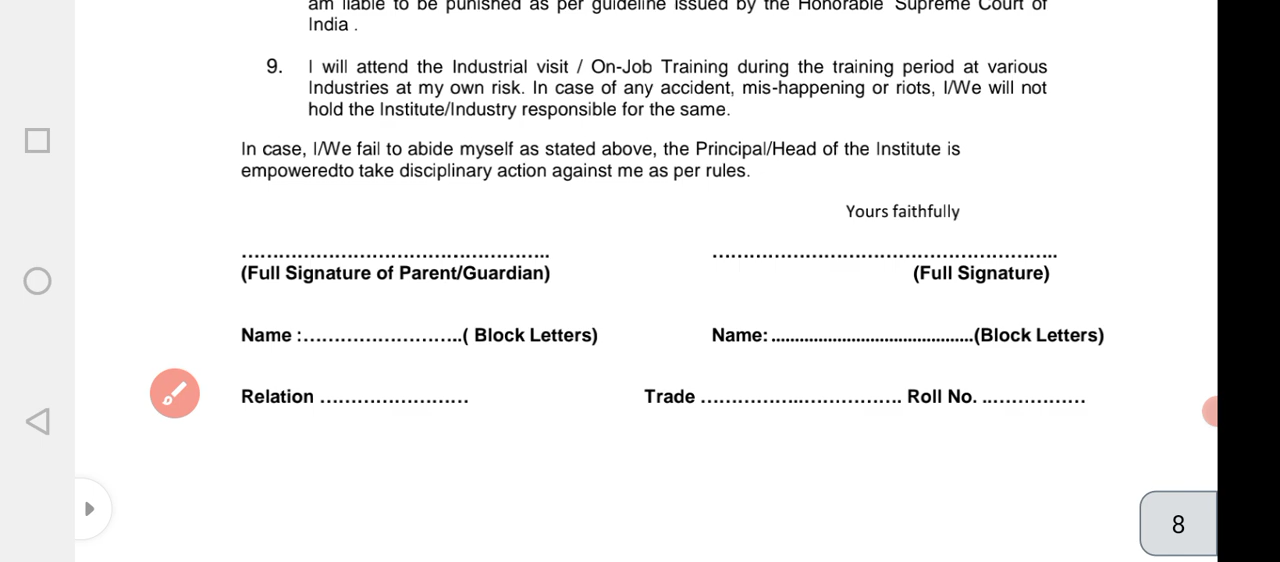 am liable to be punished as per guideline issued by the Honorable Supreme Court of
India .
9. I will attend the Industrial visit / On-Job Training during the training period at various
Industries at my own risk. In case of any accident, mis-happening or riots, I/We will not
hold the Institute/Industry responsible for the same.
In case, I/We fail to abide myself as stated above, the Principal/Head of the Institute is
empoweredto take disciplinary action against me as per rules.
Yours faithfully
…………………………………………..  ………………………………………………..
(Full Signature of Parent/Guardian)  (Full Signature)
Name :……………………..( Block Letters)  Name: ................................................(Block Letters)
Relation ……………………  Trade …………………………… Roll No. ..……………
8